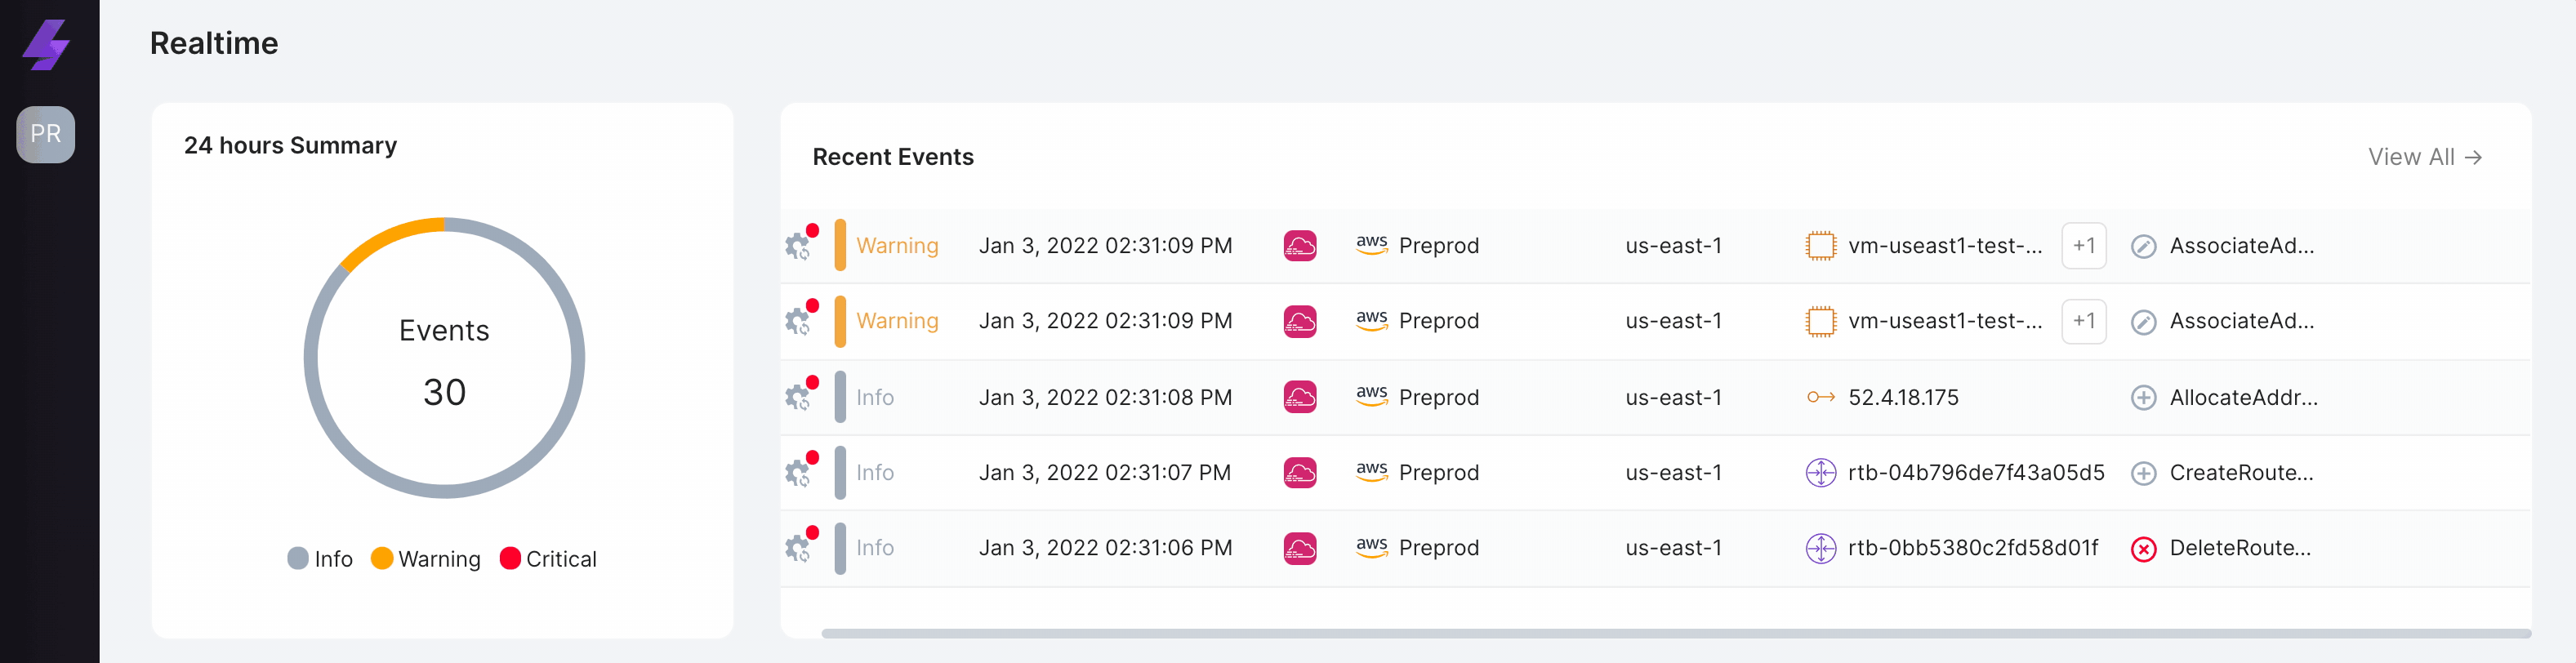 PR
Realtime
24 hours Summary
Events
30
Info Warning Critical
Recent Events
View All →
Warning Jan 3, 2022 02:31:09 PM aws Preprod us-east-1 vm-useast1-test-... +1 AssociateAd...
Warning Jan 3, 2022 02:31:09 PM aws Preprod us-east-1 vm-useast1-test-... +1 AssociateAd...
Info Jan 3, 2022 02:31:08 PM aws Preprod us-east-1 52.4.18.175 AllocateAddr...
Info Jan 3, 2022 02:31:07 PM aws Preprod us-east-1 rtb-04b796de7f43a05d5 CreateRoute...
Info Jan 3, 2022 02:31:06 PM aws Preprod us-east-1 rtb-0bb5380c2fd58d01f DeleteRoute...